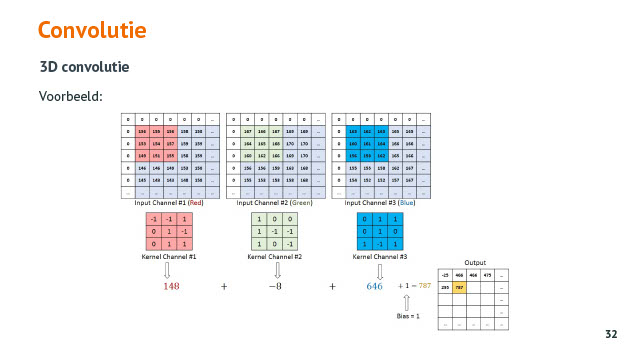 Convolutie
3D convolutie
Voorbeeld:
0 0 0 0 0 0 ... 0 0 0 0 0 0 ... 0 0 0 0 0 0 ...
0 156 155 156 158 158 ... 0 167 166 167 169 169 ... 0 163 162 163 165 165 ...
0 153 154 157 159 159 ... 0 164 165 168 170 170 ... 0 160 161 164 166 166 ...
0 149 151 155 158 159 ... 0 160 162 166 169 170 ... 0 156 158 162 165 166 ...
0 146 146 149 153 158 ... 0 156 156 159 163 168 ... 0 155 155 158 162 167 ...
0 145 143 143 148 158 ... 0 155 153 153 158 168 ... 0 154 152 152 157 167 ...
... ... ... ... ... ... ... ... ... ... ... ... ... ... ... ... ... ... ... ... ...
Input Channel #1 (Red) Input Channel #2 (Green) Input Channel #3 (Blue)
-1 -1 1 1 0 0 0 1 1
0 1 -1 1 -1 -1 0 1 0
0 1 1 1 0 -1 1 -1 1
Kernel Channel #1 Kernel Channel #2 Kernel Channel #3
148 + −8 + 646 + 1 = 787
Bias = 1
Output
-25 466 466 475 ...
295 787 ...
...
...
... ... ... ... ...
32